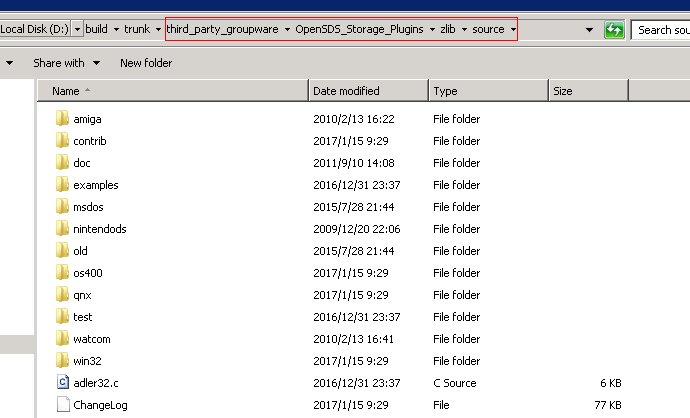 Local Disk (D:) build trunk third_party_groupware OpenSDS_Storage_Plugins zlib source Search sou
Share with New folder
Name Date modified Type Size
amiga 2010/2/13 16:22 File folder
contrib 2017/1/15 9:29 File folder
doc 2011/9/10 14:08 File folder
examples 2016/12/31 23:37 File folder
msdos 2015/7/28 21:44 File folder
nintendods 2009/12/20 22:06 File folder
old 2015/7/28 21:44 File folder
os400 2017/1/15 9:29 File folder
qnx 2017/1/15 9:29 File folder
test 2016/12/31 23:37 File folder
watcom 2010/2/13 16:41 File folder
win32 2017/1/15 9:29 File folder
adler32.c 2016/12/31 23:37 C Source 6 KB
ChangeLog 2017/1/15 9:29 File 77 KB